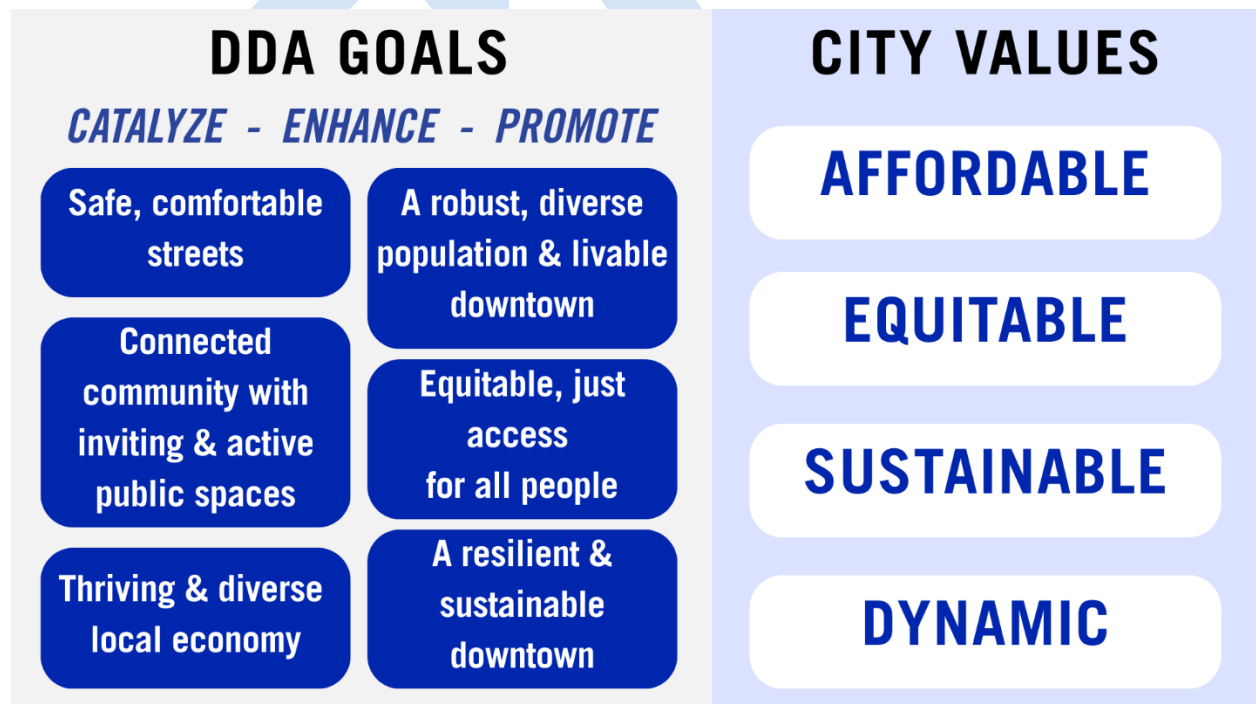 DDA GOALS
CATALYZE - ENHANCE - PROMOTE
Safe, comfortable
streets
Connected
community with
inviting & active
public spaces
Thriving & diverse
local economy
A robust, diverse
population & livable
downtown
Equitable, just
access
for all people
A resilient &
sustainable
downtown
CITY VALUES
AFFORDABLE
EQUITABLE
SUSTAINABLE
DYNAMIC